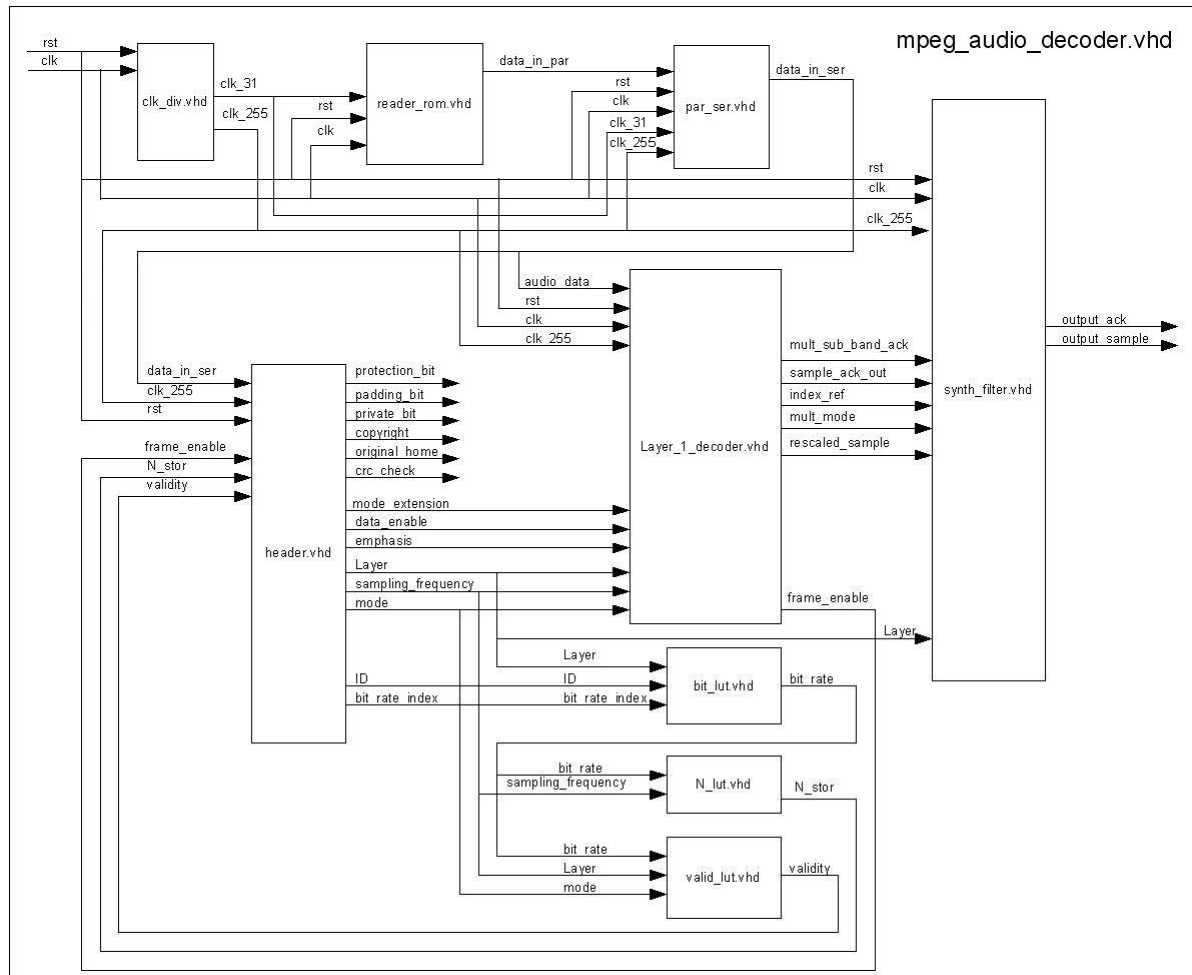 mpeg_audio_decoder.vhd
rst
clk
clk_div.vhd
clk_31
clk_255
rst
clk
reader_rom.vhd
data_in_par
rst
clk
clk_31
clk_255
par_ser.vhd
data_in_ser
rst
clk
clk_255
audio_data
rst
clk
clk_255
Layer_1_decoder.vhd
mult_sub_band_ack
sample_ack_out
index_ref
mult_mode
rescaled_sample
synth_filter.vhd
output_ack
output_sample
data_in_ser
clk_255
rst
frame_enable
N_stor
validity
header.vhd
protection_bit
padding_bit
private_bit
copyright
original_home
crc_check
mode_extension
data_enable
emphasis
Layer
sampling_frequency
mode
frame_enable
Layer
ID
bit_rate_index
Layer
ID
bit_rate_index
bit_lut.vhd
bit_rate
bit_rate
sampling_frequency
N_lut.vhd
N_stor
bit_rate
Layer
mode
valid_lut.vhd
validity